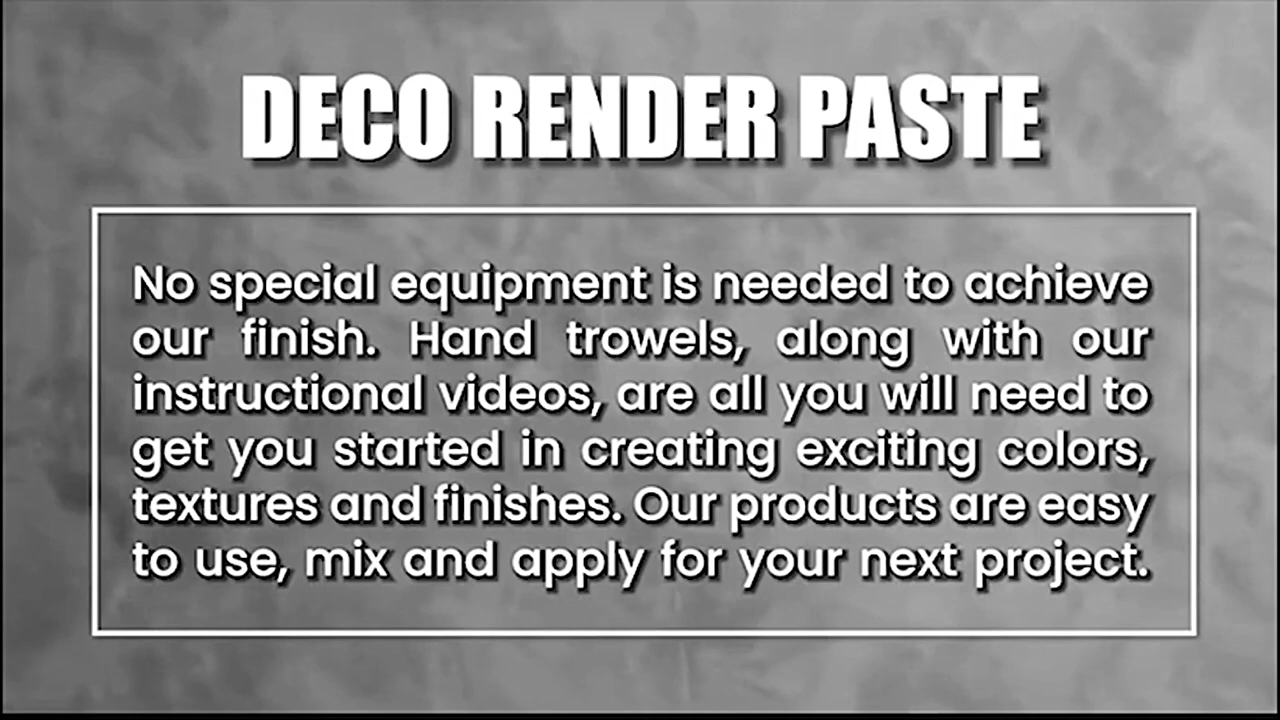 DECO RENDER PASTE
No special equipment is needed to achieve
our finish. Hand trowels, along with our
instructional videos, are all you will need to
get you started in creating exciting colors,
textures and finishes. Our products are easy
to use, mix and apply for your next project.